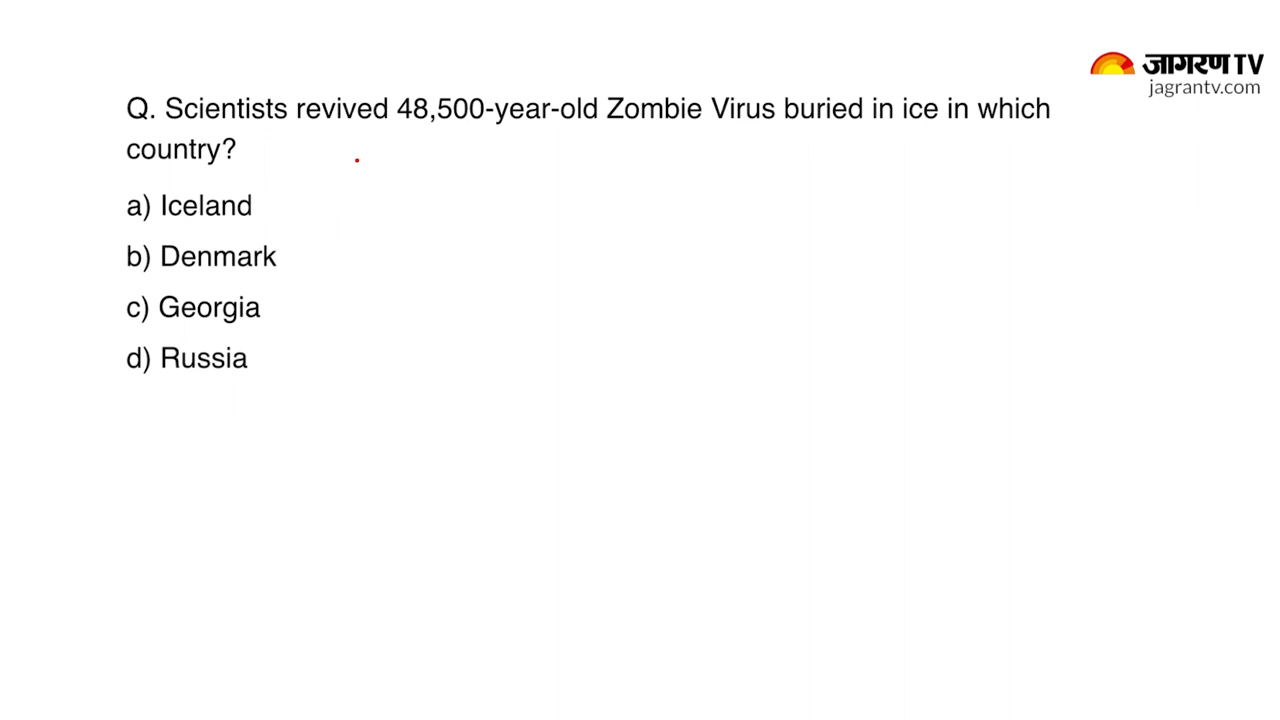 जागरण TV
jagrantv.com
Q. Scientists revived 48,500-year-old Zombie Virus buried in ice in which
country?
a) Iceland
b) Denmark
c) Georgia
d) Russia